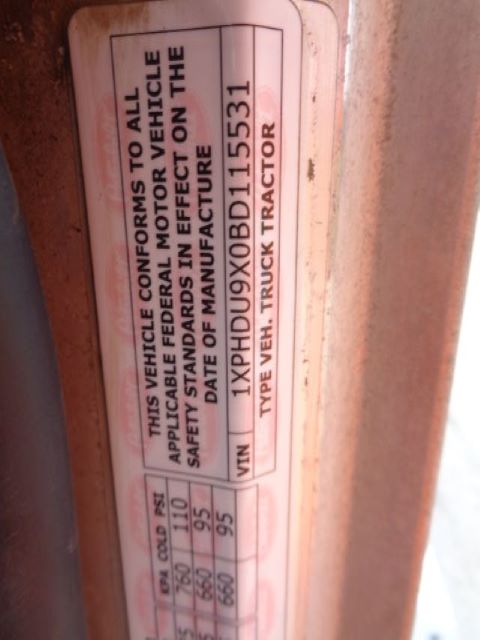 THIS VEHICLE CONFORMS TO ALL
APPLICABLE FEDERAL MOTOR VEHICLE
SAFETY STANDARDS IN EFFECT ON THE
DATE OF MANUFACTURE
VIN 1XPHDU9X0BD115531
TYPE VEH. TRUCK TRACTOR
KPA COLD PSI
760 110
660 95
660 95